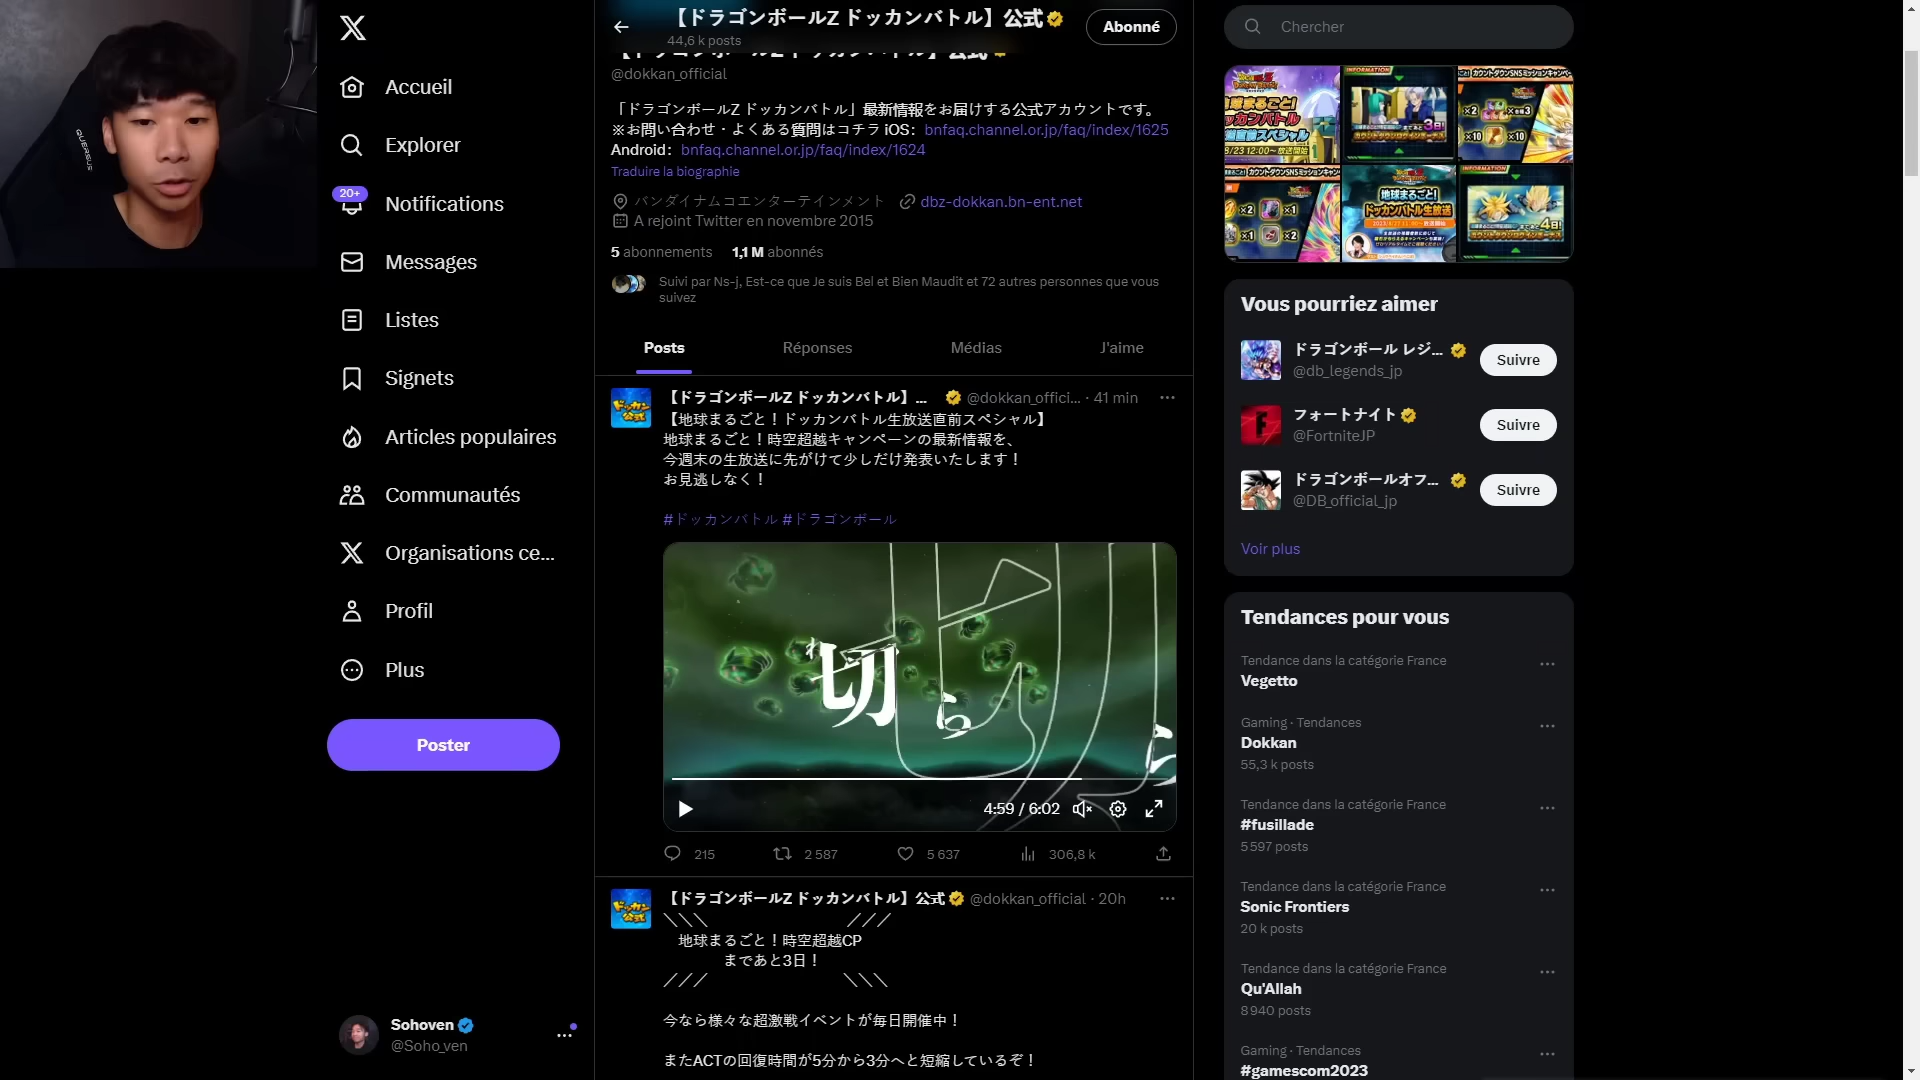 Accueil
Explorer
20+
Notifications
Messages
Listes
Signets
Articles populaires
Communautés
Organisations ce...
Profil
Plus
Poster
Sohoven
@Soho_ven
【ドラゴンボールZ ドッカンバトル】公式
44,6 k posts
Abonné
@dokkan_official
「ドラゴンボールZ ドッカンバトル」最新情報をお届けする公式アカウントです。
※お問い合わせ・よくある質問はコチラ iOS： bnfaq.channel.or.jp/faq/index/1625
Android： bnfaq.channel.or.jp/faq/index/1624
Traduire la biographie
バンダイナムコエンターテインメント dbz-dokkan.bn-ent.net
A rejoint Twitter en novembre 2015
5 abonnements 1,1 M abonnés
Suivi par Ns-j, Est-ce que Je suis Bel et Bien Maudit et 72 autres personnes que vous
suivez
Posts Réponses Médias J'aime
【ドラゴンボールZ ドッカンバトル】... @dokkan_offici... · 41 min
【地球まるごと！ドッカンバトル生放送直前スペシャル】
地球まるごと！時空超越キャンペーンの最新情報を、
今週末の生放送に先がけて少しだけ発表いたします！
お見逃しなく！
#ドッカンバトル #ドラゴンボール
切
ら
4:59 / 6:02
215 2 587 5 637 306,8 k
【ドラゴンボールZ ドッカンバトル】公式 @dokkan_official · 20h
＼＼＼ ／／／
地球まるごと！時空超越CP
まであと3日！
／／／ ＼＼＼
今なら様々な超激戦イベントが毎日開催中！
またACTの回復時間が5分から3分へと短縮しているぞ！
Chercher
Vous pourriez aimer
ドラゴンボール レジ...
@db_legends_jp
Suivre
フォートナイト
@FortniteJP
Suivre
ドラゴンボールオフ...
@DB_official_jp
Suivre
Voir plus
Tendances pour vous
Tendance dans la catégorie France
Vegetto
Gaming · Tendances
Dokkan
55,3 k posts
Tendance dans la catégorie France
#fusillade
5 597 posts
Tendance dans la catégorie France
Sonic Frontiers
20 k posts
Tendance dans la catégorie France
Qu'Allah
8 940 posts
Gaming · Tendances
#gamescom2023